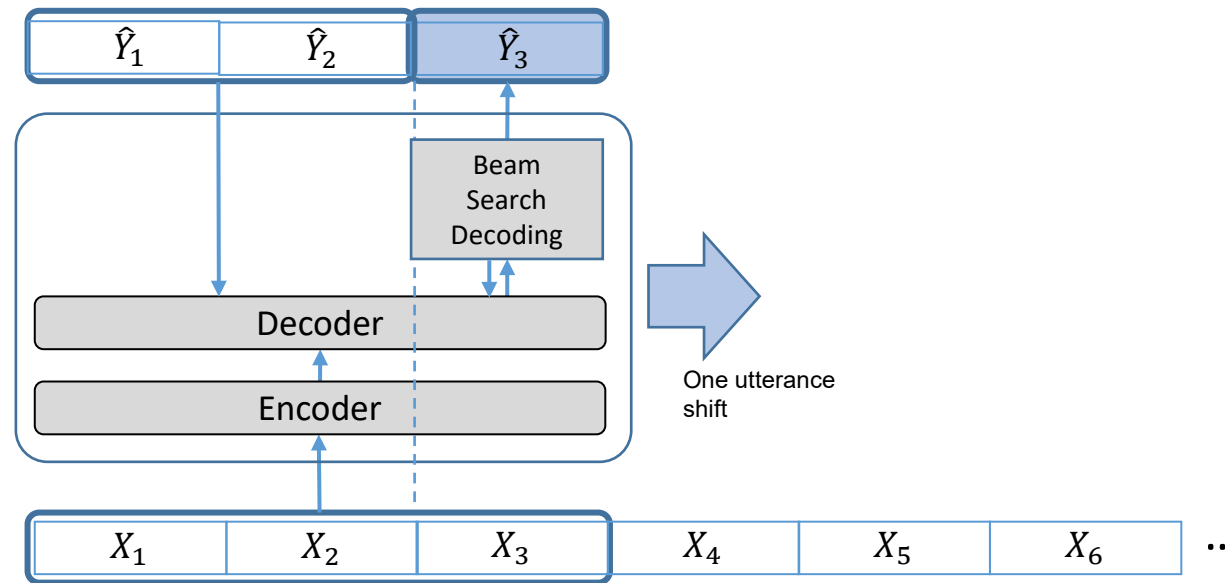 Ŷ₁ Ŷ₂ Ŷ₃
Beam
Search
Decoding
Decoder
Encoder
One utterance
shift
X₁ X₂ X₃ X₄ X₅ X₆ ..